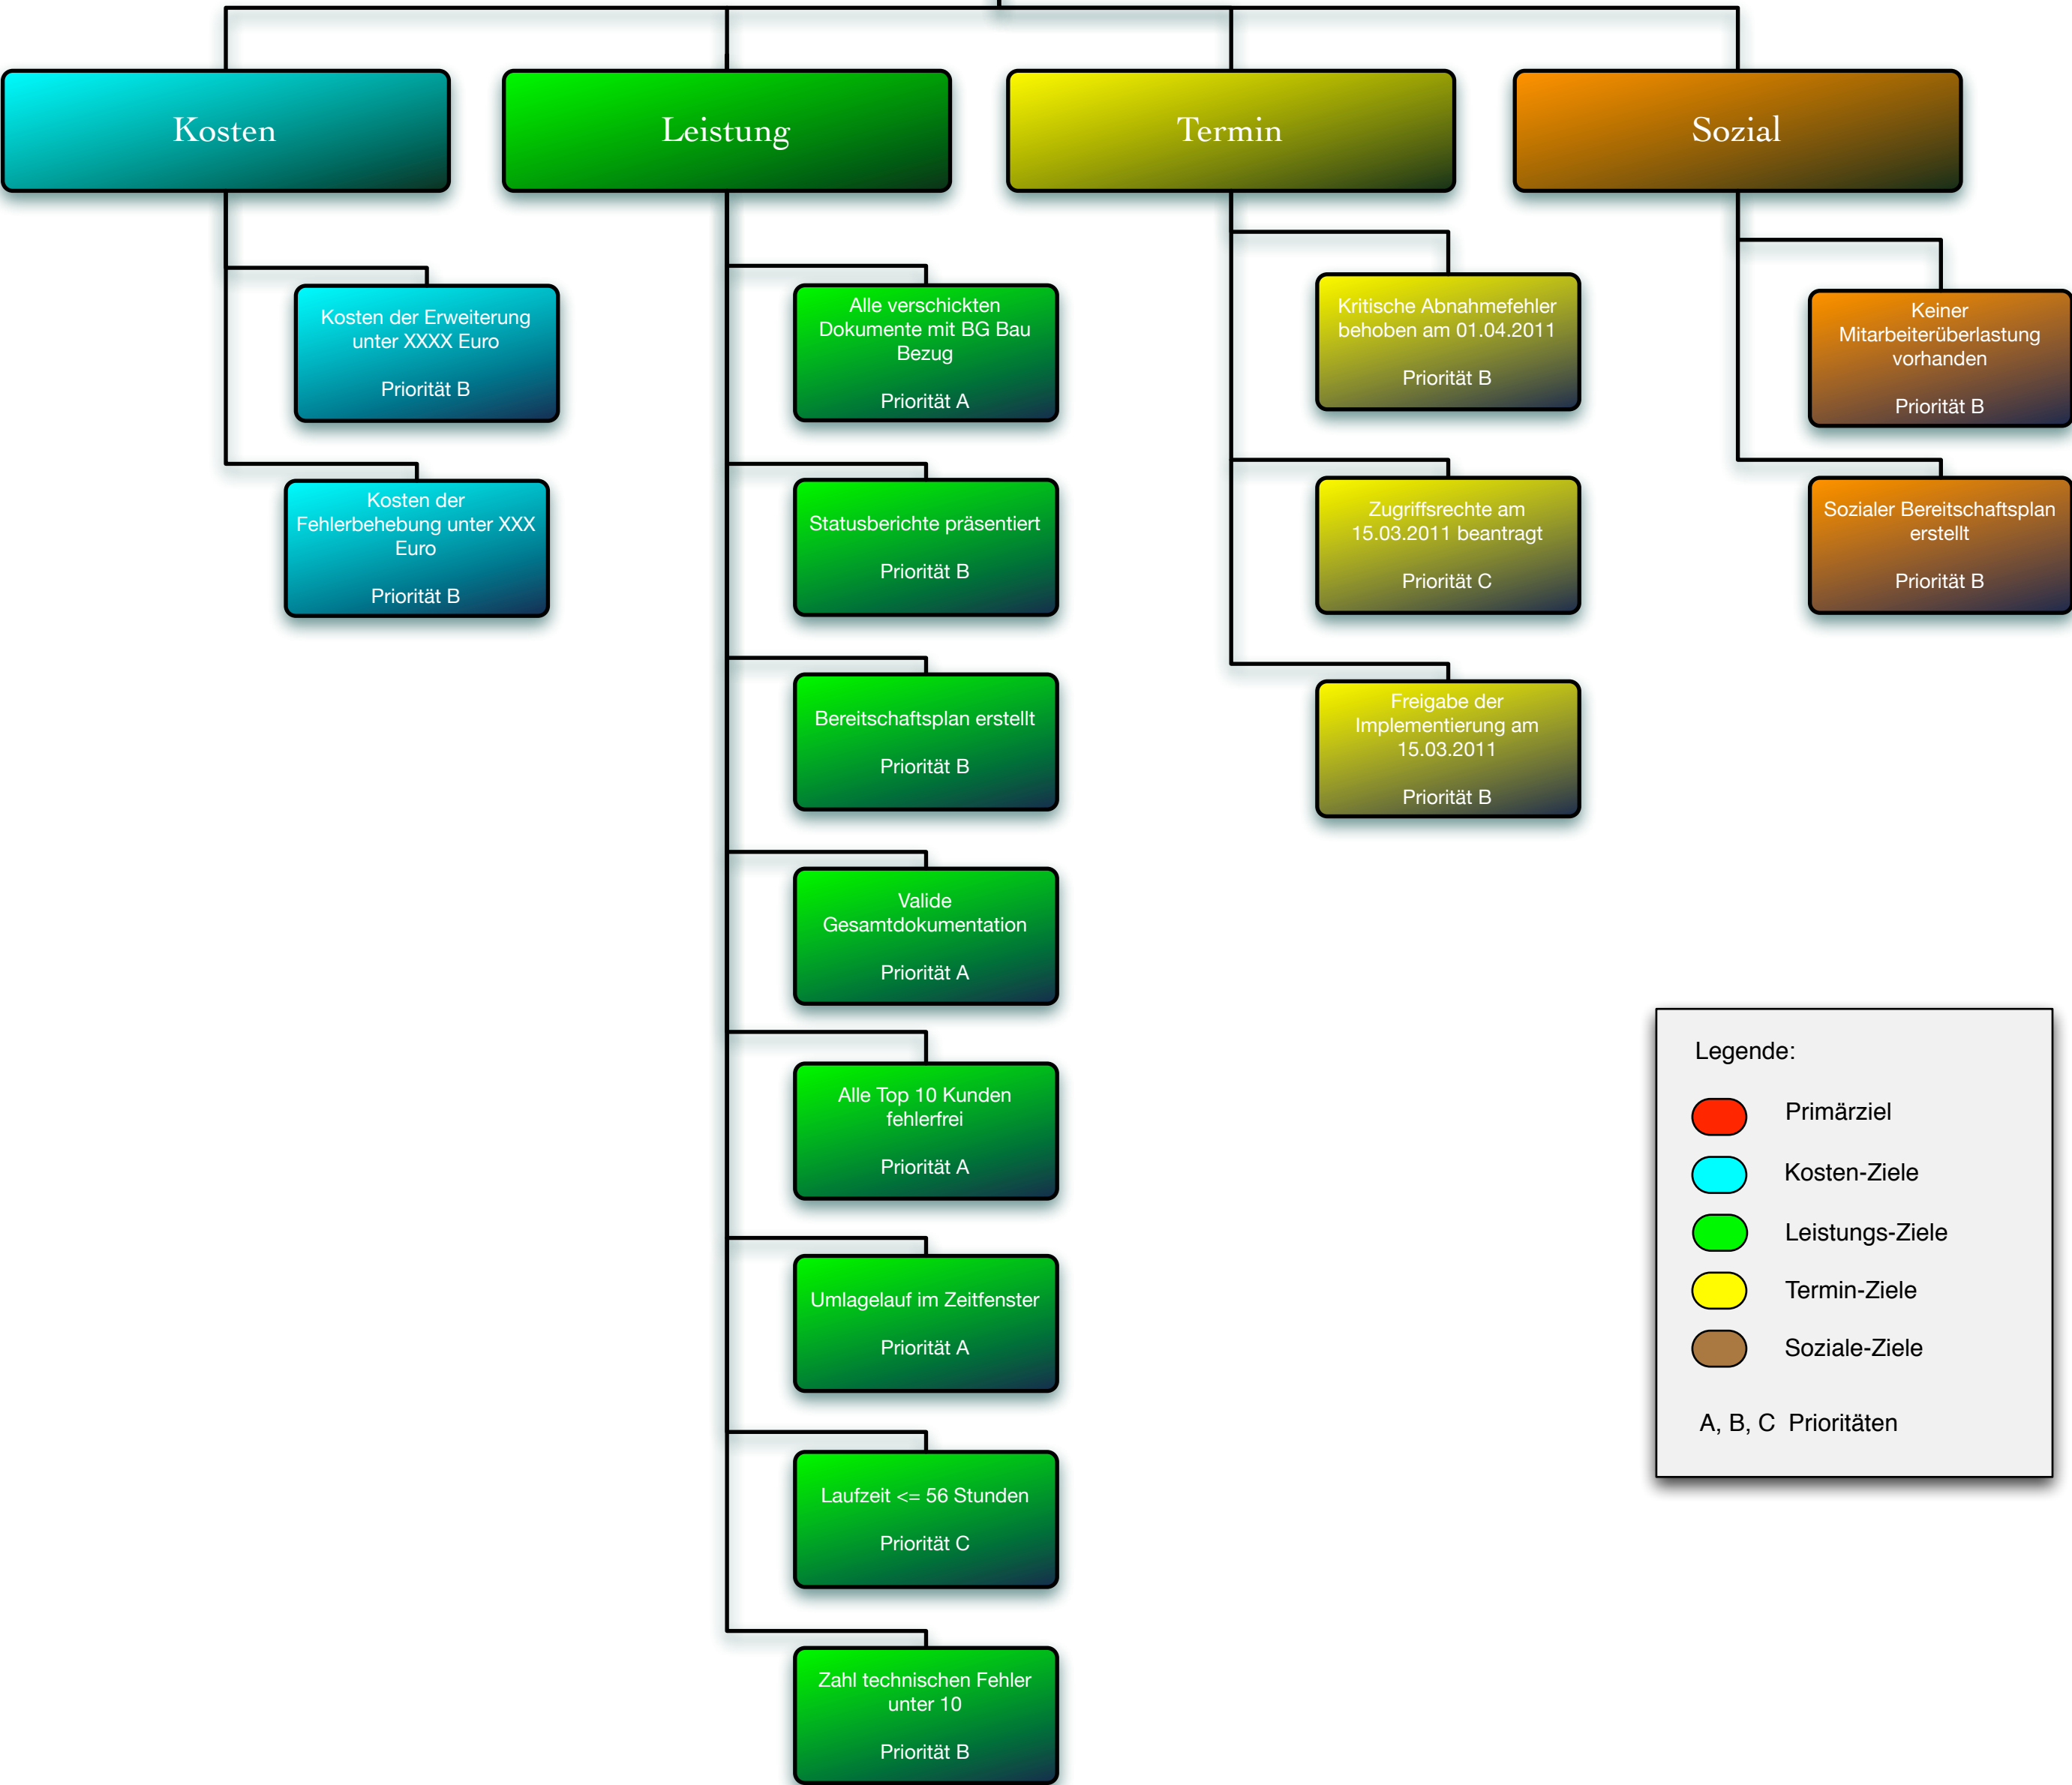 Kosten
Leistung
Termin
Sozial
Kosten der Erweiterung
unter XXXX Euro
Priorität B
Kosten der
Fehlerbehebung unter XXX
Euro
Priorität B
Alle verschickten
Dokumente mit BG Bau
Bezug
Priorität A
Statusberichte präsentiert
Priorität B
Bereitschaftsplan erstellt
Priorität B
Valide
Gesamtdokumentation
Priorität A
Alle Top 10 Kunden
fehlerfrei
Priorität A
Umlagelauf im Zeitfenster
Priorität A
Laufzeit <= 56 Stunden
Priorität C
Zahl technischen Fehler
unter 10
Priorität B
Kritische Abnahmefehler
behoben am 01.04.2011
Priorität B
Zugriffsrechte am
15.03.2011 beantragt
Priorität C
Freigabe der
Implementierung am
15.03.2011
Priorität B
Keiner
Mitarbeiterüberlastung
vorhanden
Priorität B
Sozialer Bereitschaftsplan
erstellt
Priorität B
Legende:
Primärziel
Kosten-Ziele
Leistungs-Ziele
Termin-Ziele
Soziale-Ziele
A, B, C Prioritäten